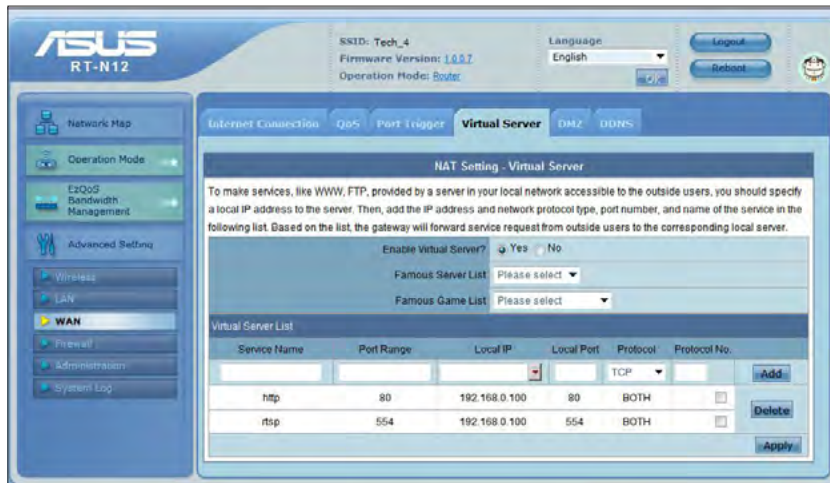 ASUS
RT-N12
SSID: Tech_4
Firmware Version: 1.0.0.7
Operation Mode: Router
Language
English
OK
Logout
Reboot
Network Map
Operation Mode
EzQoS
Bandwidth
Management
Advanced Setting
Wireless
LAN
WAN
Firewall
Administration
System Log
Internet Connection QoS Port Trigger Virtual Server DMZ DDNS
NAT Setting - Virtual Server
To make services, like WWW, FTP, provided by a server in your local network accessible to the outside users, you should specify
a local IP address to the server. Then, add the IP address and network protocol type, port number, and name of the service in the
following list. Based on the list, the gateway will forward service request from outside users to the corresponding local server.
Enable Virtual Server? Yes No
Famous Server List Please select
Famous Game List Please select
Virtual Server List
Service Name Port Range Local IP Local Port Protocol Protocol No.
TCP Add
http 80 192.168.0.100 80 BOTH
Delete
rtsp 554 192.168.0.100 554 BOTH
Apply